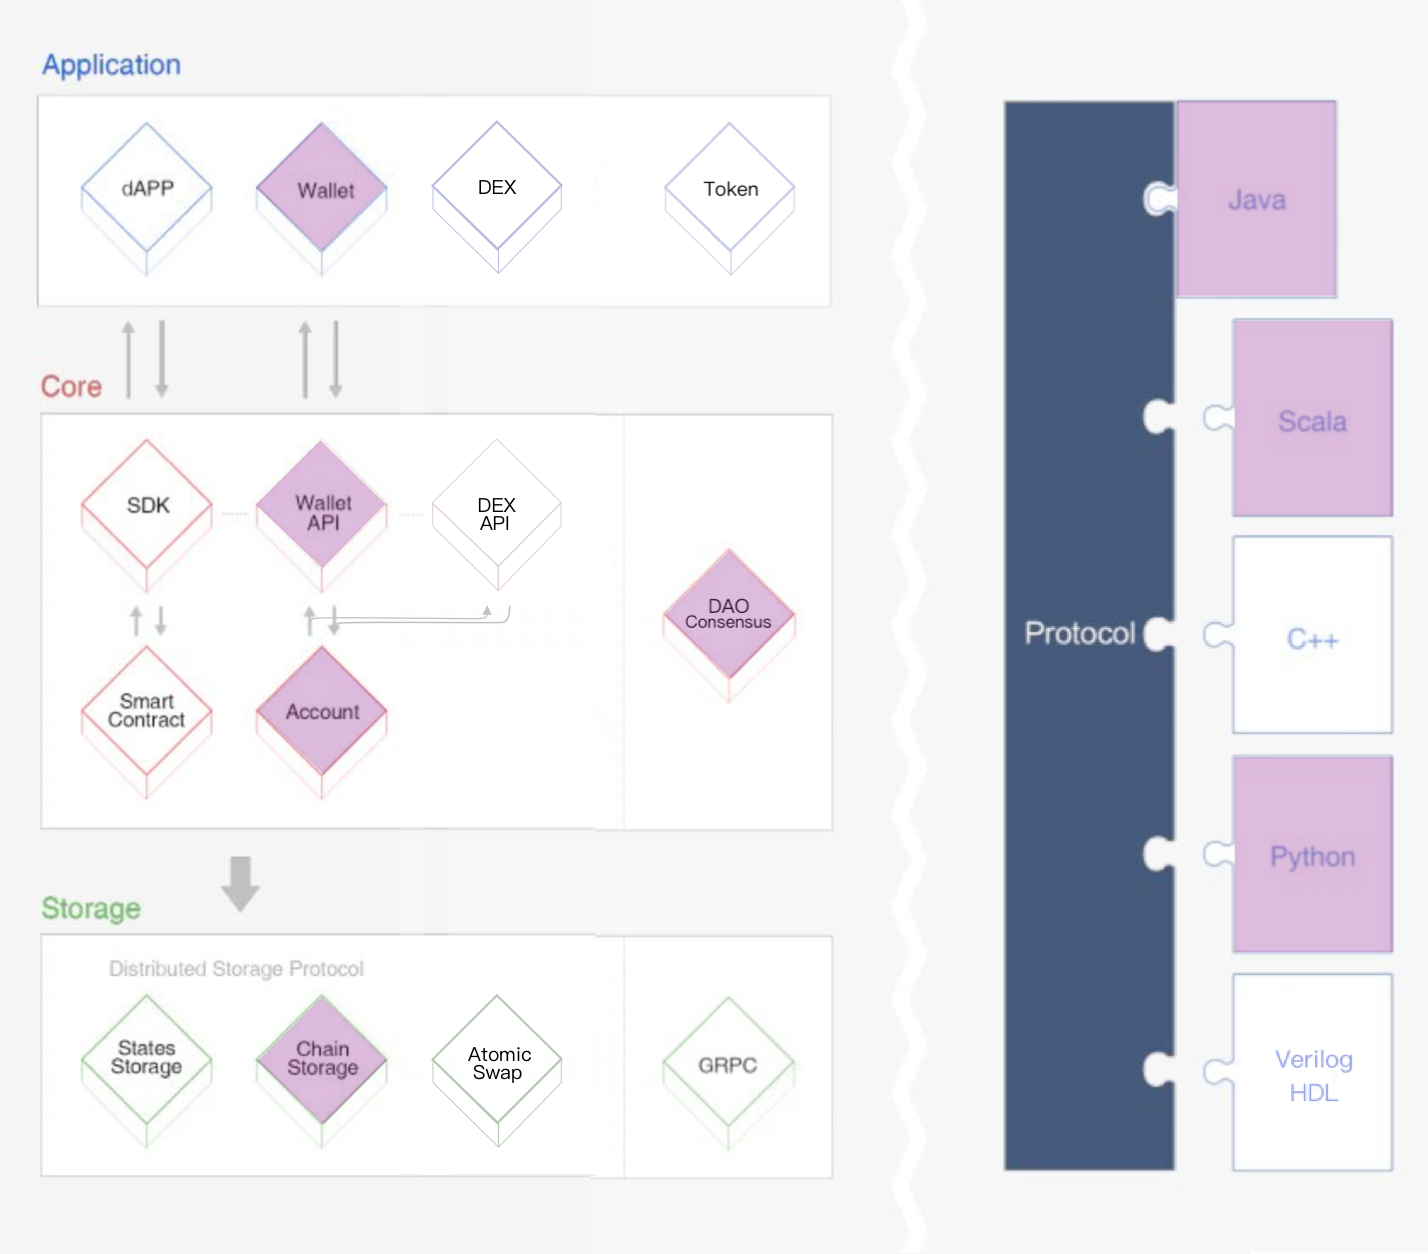 Application
dAPP
Wallet
DEX
Token
Core
SDK
Wallet
API
DEX
API
DAO
Consensus
Smart
Contract
Account
Storage
Distributed Storage Protocol
States
Storage
Chain
Storage
Atomic
Swap
GRPC
Protocol
Java
Scala
C++
Python
Verilog
HDL